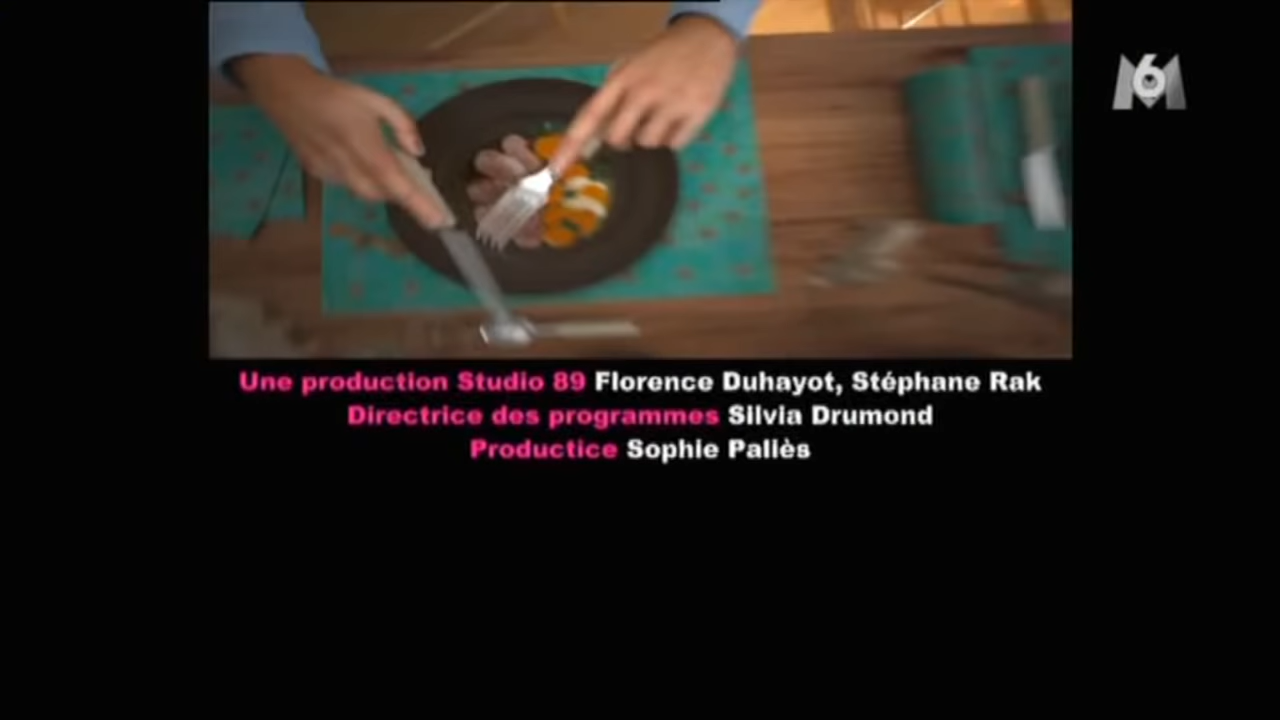 M6
Une production Studio 89 Florence Duhayot, Stéphane Rak
Directrice des programmes Silvia Drumond
Productice Sophie Pallès